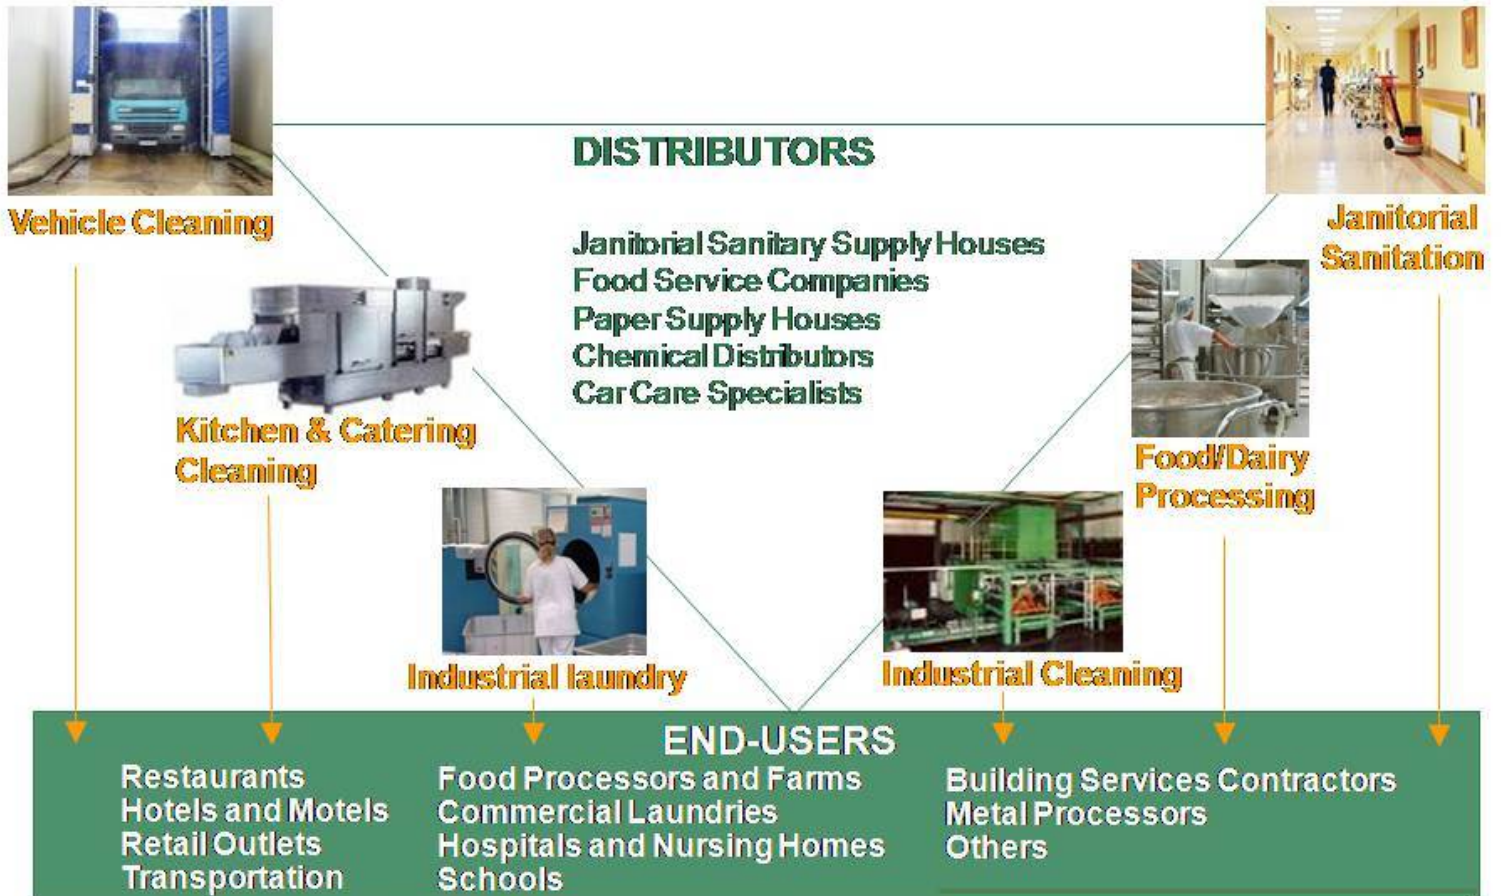 DISTRIBUTORS
Janitorial Sanitary Supply Houses
Food Service Companies
Paper Supply Houses
Chemical Distributors
Car Care Specialists
Vehicle Cleaning
Janitorial
Sanitation
Kitchen & Catering
Cleaning
Food/Dairy
Processing
Industrial laundry
Industrial Cleaning
END-USERS
Restaurants
Hotels and Motels
Retail Outlets
Transportation
Food Processors and Farms
Commercial Laundries
Hospitals and Nursing Homes
Schools
Building Services Contractors
Metal Processors
Others